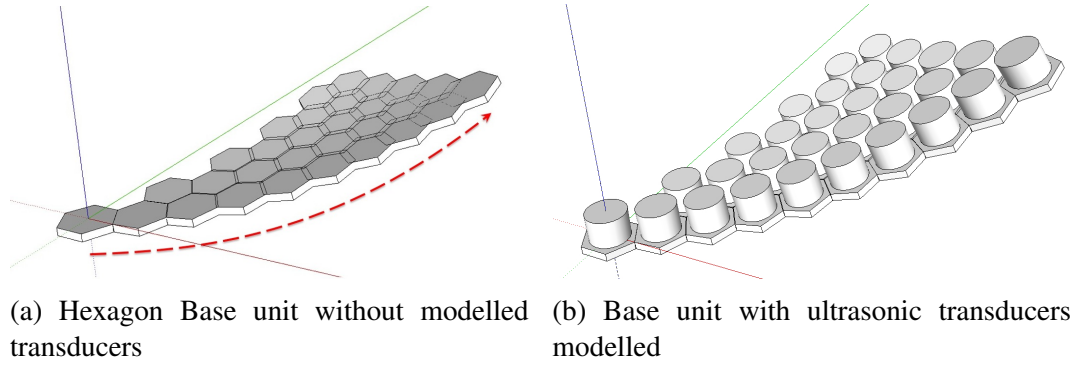 (a) Hexagon Base unit without modelled
transducers
(b) Base unit with ultrasonic transducers
modelled